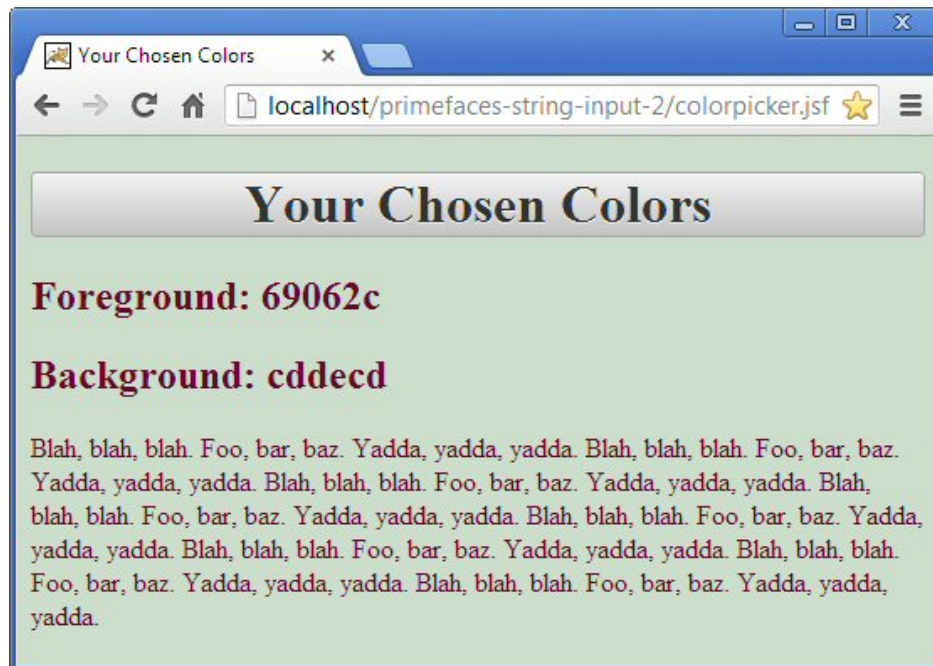 Your Chosen Colors
localhost/primefaces-string-input-2/colorpicker.jsf
Your Chosen Colors
Foreground: 69062c
Background: cddecd
Blah, blah, blah. Foo, bar, baz. Yadda, yadda, yadda. Blah, blah, blah. Foo, bar, baz.
Yadda, yadda, yadda. Blah, blah, blah. Foo, bar, baz. Yadda, yadda, yadda. Blah,
blah, blah. Foo, bar, baz. Yadda, yadda, yadda. Blah, blah, blah. Foo, bar, baz. Yadda,
yadda, yadda. Blah, blah, blah. Foo, bar, baz. Yadda, yadda, yadda. Blah, blah, blah.
Foo, bar, baz. Yadda, yadda, yadda. Blah, blah, blah. Foo, bar, baz. Yadda, yadda,
yadda.